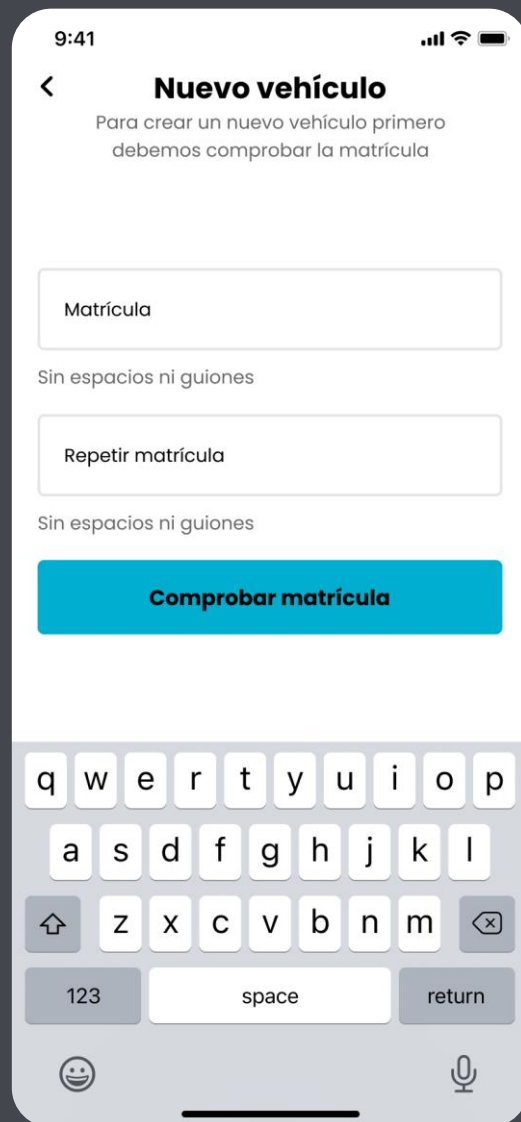 9:41
Nuevo vehículo
Para crear un nuevo vehículo primero
debemos comprobar la matrícula
Matrícula
Sin espacios ni guiones
Repetir matrícula
Sin espacios ni guiones
Comprobar matrícula
q w e r t y u i o p
a s d f g h j k l
z x c v b n m
123 space return